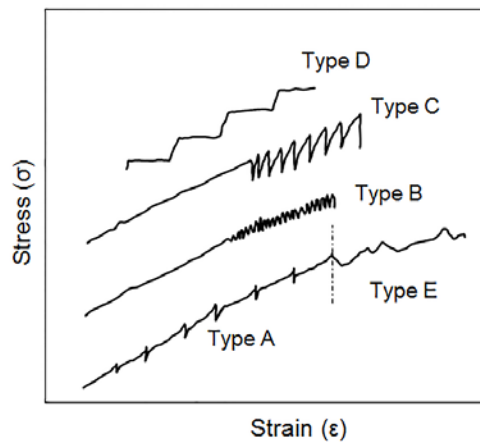 Type D
Type C
Type B
Type E
Type A
Stress (σ)
Strain (ε)